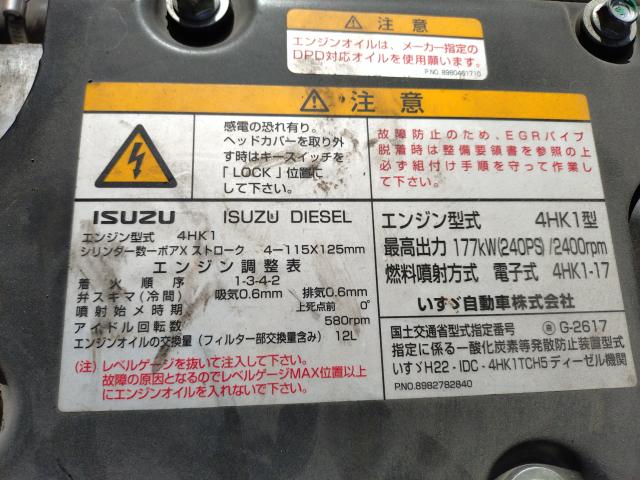 ⚠ 注意
エンジンオイルは、メーカー指定の
DPD対応オイルを使用願います。
P.NO. 8980461710
⚠ 注意
感電の恐れ有り。
ヘッドカバーを取り外
す時はキースイッチを
「LOCK」位置に
して下さい。
故障防止のため、EGRパイプ
脱着時は整備要領書を参照の上
必ず組付け手順を守って作業し
て下さい。
ISUZU ISUZU DIESEL
エンジン型式 4HK1
シリンダー数ーボアX ストローク 4-115X125mm
エンジン調整表
着火順序 1-3-4-2
弁スキマ(冷間) 吸気0.6mm 排気0.6mm
噴射始メ時期 上死点前 0°
アイドル回転数 580rpm
エンジンオイルの交換量(フィルター部交換量含み) 12L
(注) レベルゲージを抜いて注入して下さい。
故障の原因となるのでレベルゲージMAX位置以上
にエンジンオイルを入れないで下さい。
エンジン型式 4HK1型
最高出力 177kW(240PS)/2400rpm
燃料噴射方式 電子式 4HK1-17
いすゞ自動車株式会社
国土交通省型式指定番号 G-2617
指定に係る一酸化炭素等発散防止装置型式
いすゞH22-IDC-4HK1TCH5 ディーゼル機関
P.NO.8982782840